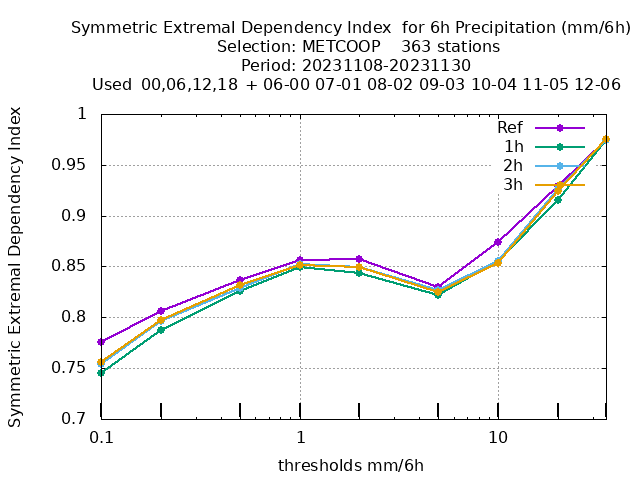 Symmetric Extremal Dependency Index  for 6h Precipitation (mm/6h)
Selection: METCOOP    363 stations
Period: 20231108-20231130
Used  00,06,12,18  + 06-00 07-01 08-02 09-03 10-04 11-05 12-06
Symmetric Extremal Dependency Index
1
0.95
0.9
0.85
0.8
0.75
0.7
Ref
1h
2h
3h
0.1 1 10
thresholds mm/6h